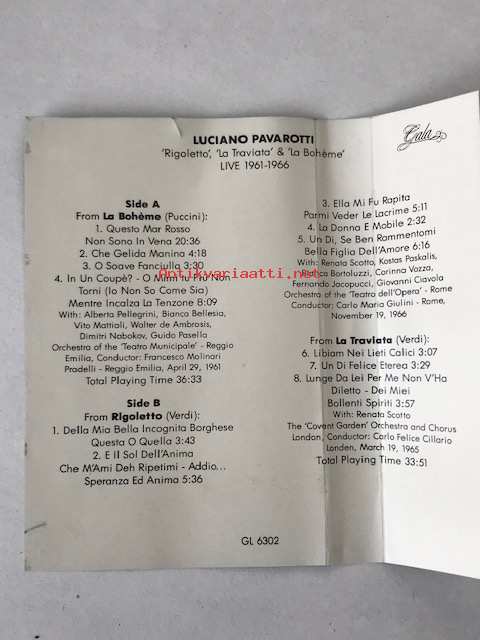 LUCIANO PAVAROTTI
'Rigoletto', 'La Traviata' & 'La Bohème'
LIVE 1961-1966
Gala
Side A
From La Bohème (Puccini):
1. Questo Mar Rosso
Non Sono In Vena 20:36
2. Che Gelida Manina 4:18
3. O Soave Fanciulla 3:30
4. In Un Coupè? - O Mimì tu Più Non
Torni (Io Non So Come Sia)
Mentre Incalza La Tenzone 8:09
With: Alberta Pellegrini, Bianca Bellesia,
Vito Mattioli, Walter de Ambrosis,
Dimitri Nabokov, Guido Pasella
Orchestra of the 'Teatro Municipale' - Reggio
Emilia, Conductor: Francesco Molinari
Pradelli - Reggio Emilia, April 29, 1961
Total Playing Time 36:33
Side B
From Rigoletto (Verdi):
1. Della Mia Bella Incognita Borghese
Questa O Quella 3:43
2. E Il Sol Dell'Anima
Che M'Ami Deh Ripetimi - Addio...
Speranza Ed Anima 5:36
3. Ella Mi Fu Rapita
Parmi Veder Le Lacrime 5:11
4. La Donna E Mobile 2:32
5. Un Di, Se Ben Rammentomi
Bella Figlia Dell'Amore 6:16
With: Renata Scotto, Kostas Paskalis,
Bianca Bortoluzzi, Corinna Vozza,
Fernando Jacopucci, Giovanni Ciavola
Orchestra of the 'Teatro dell'Opera' - Rome
Conductor: Carlo Maria Giulini - Rome,
November 19, 1966
From La Traviata (Verdi):
6. Libiam Nei Lieti Calici 3:07
7. Un Di Felice Eterea 3:29
8. Lunge Da Lei Per Me Non V'Ha
Diletto - Dei Miei
Bollenti Spiriti 3:57
With: Renata Scotto
The 'Covant Garden' Orchestra and Chorus
London, Conductor: Carlo Felice Cillario
London, March 19, 1965
Total Playing Time 33:51
GL 6302
Antikvariaatti.net